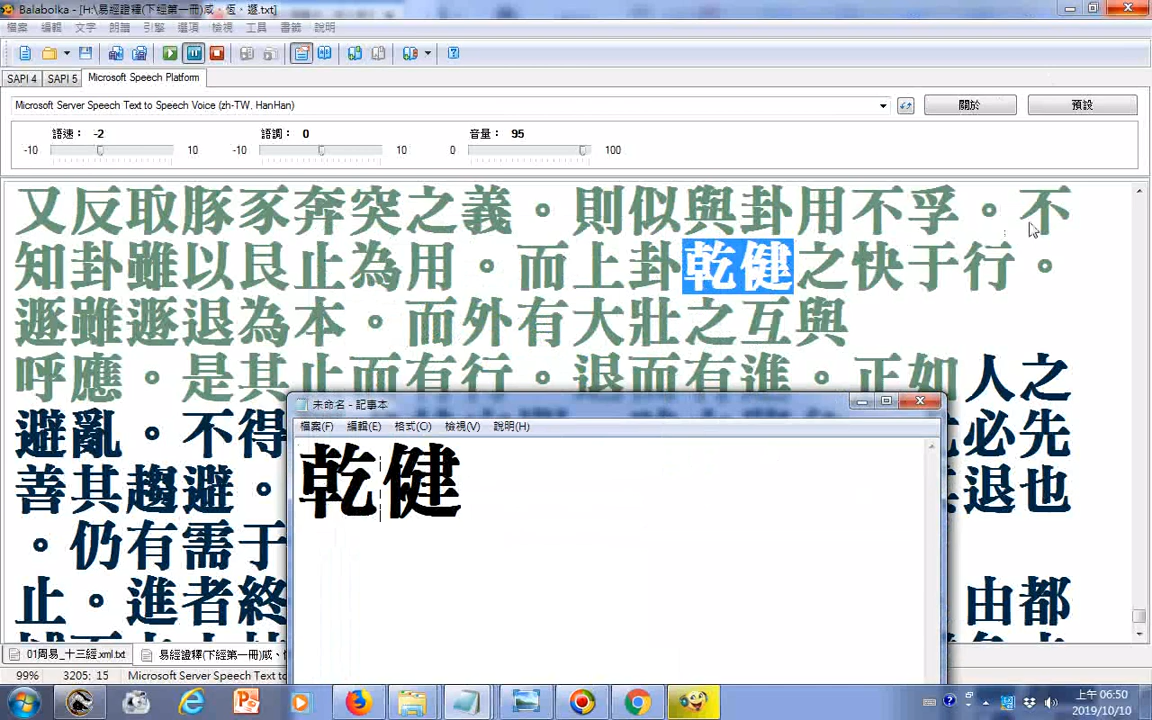 Balabolka - [H:\易經證釋(下經第一冊)咸、恆、遯.txt]
檔案 編輯 文字 朗讀 引擎 選項 檢視 工具 書籤 說明
SAPI 4 SAPI 5 Microsoft Speech Platform
Microsoft Server Speech Text to Speech Voice (zh-TW, HanHan) 關於 預設
語速： -2 語調： 0 音量： 95
-10 10 -10 10 0 100
又反取豚豕奔突之義。則似與卦用不孚。不
知卦雖以艮止為用。而上卦乾健之快于行。
遯雖遯退為本。而外有大壯之互與
呼應。是其止而有行。退而有進。正如人之
避亂。不得 必先
善其趨避。 退也
。仍有需于
止。進者終 由都
未命名 - 記事本
檔案(F) 編輯(E) 格式(O) 檢視(V) 說明(H)
乾健
01周易_十三經.xml.txt 易經證釋(下經第一冊)咸、恆
99% 3205: 15 Microsoft Server Speech Text to
上午 06:50
2019/10/10